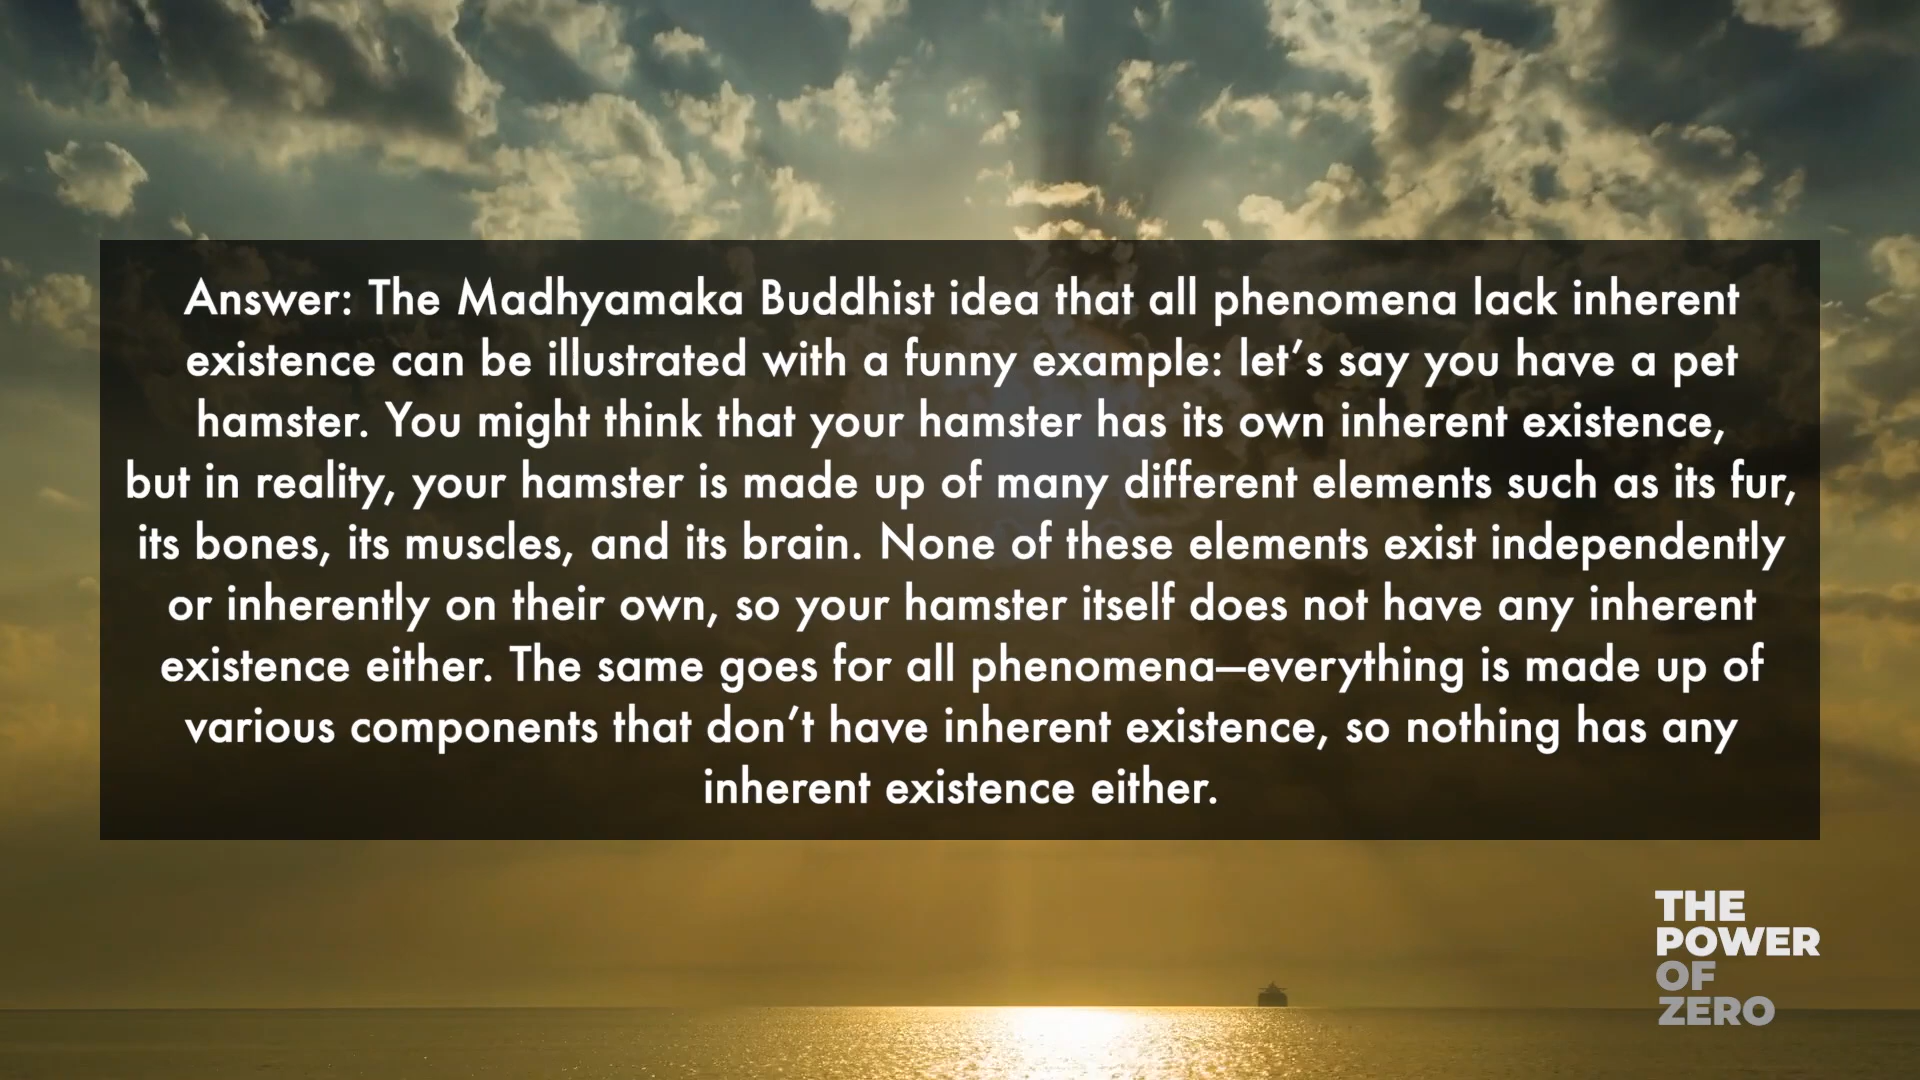 Answer: The Madhyamaka Buddhist idea that all phenomena lack inherent
existence can be illustrated with a funny example: let’s say you have a pet
hamster. You might think that your hamster has its own inherent existence,
but in reality, your hamster is made up of many different elements such as its fur,
its bones, its muscles, and its brain. None of these elements exist independently
or inherently on their own, so your hamster itself does not have any inherent
existence either. The same goes for all phenomena—everything is made up of
various components that don’t have inherent existence, so nothing has any
inherent existence either.
THE
POWER
OF
ZERO